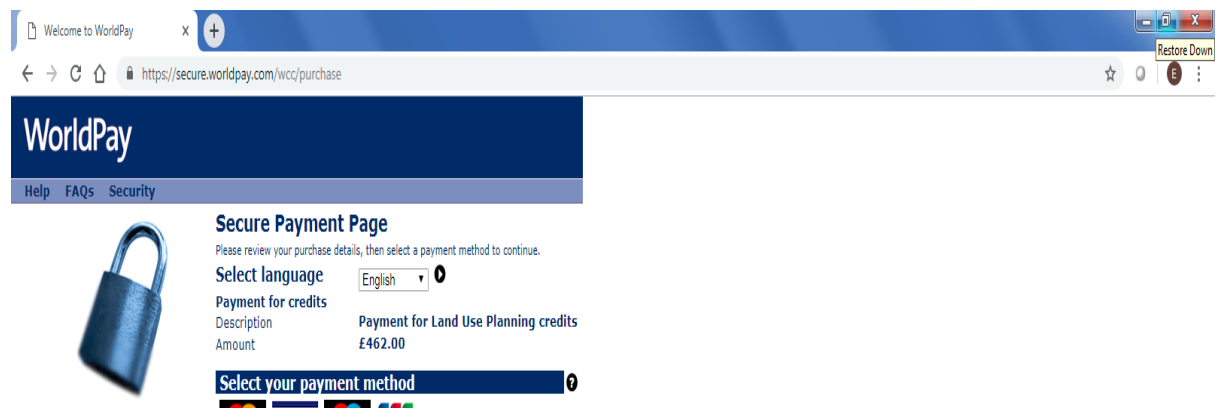 Welcome to WorldPay
Restore Down
https://secure.worldpay.com/wcc/purchase
E
WorldPay
Help FAQs Security
Secure Payment Page
Please review your purchase details, then select a payment method to continue.
Select language English
Payment for credits
Description Payment for Land Use Planning credits
Amount £462.00
Select your payment method ?